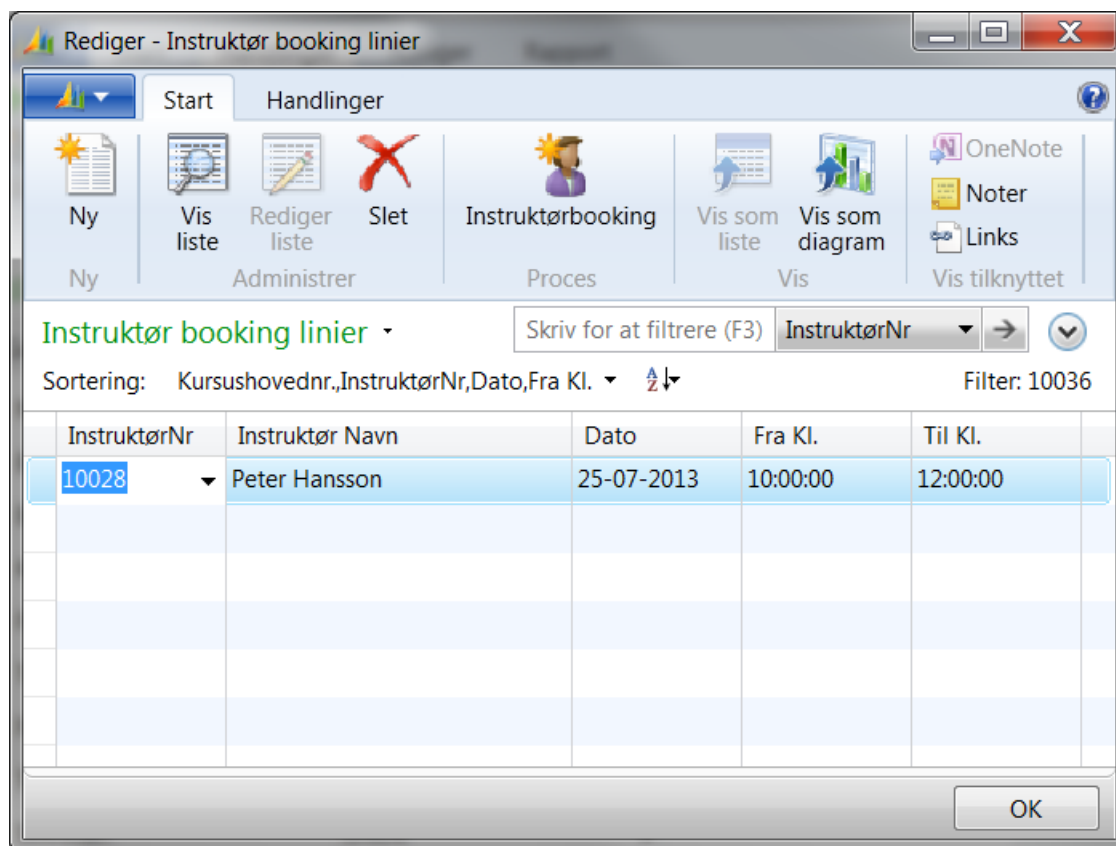 Rediger - Instruktør booking linier
Start Handlinger
Ny Vis liste Rediger liste Slet Instruktørbooking Vis som liste Vis som diagram
OneNote
Noter
Links
Ny Administrer Proces Vis Vis tilknyttet
Instruktør booking linier Skriv for at filtrere (F3) InstruktørNr
Sortering: Kursushovednr.,InstruktørNr,Dato,Fra Kl. Filter: 10036
InstruktørNr Instruktør Navn Dato Fra Kl. Til Kl.
10028 Peter Hansson 25-07-2013 10:00:00 12:00:00
OK